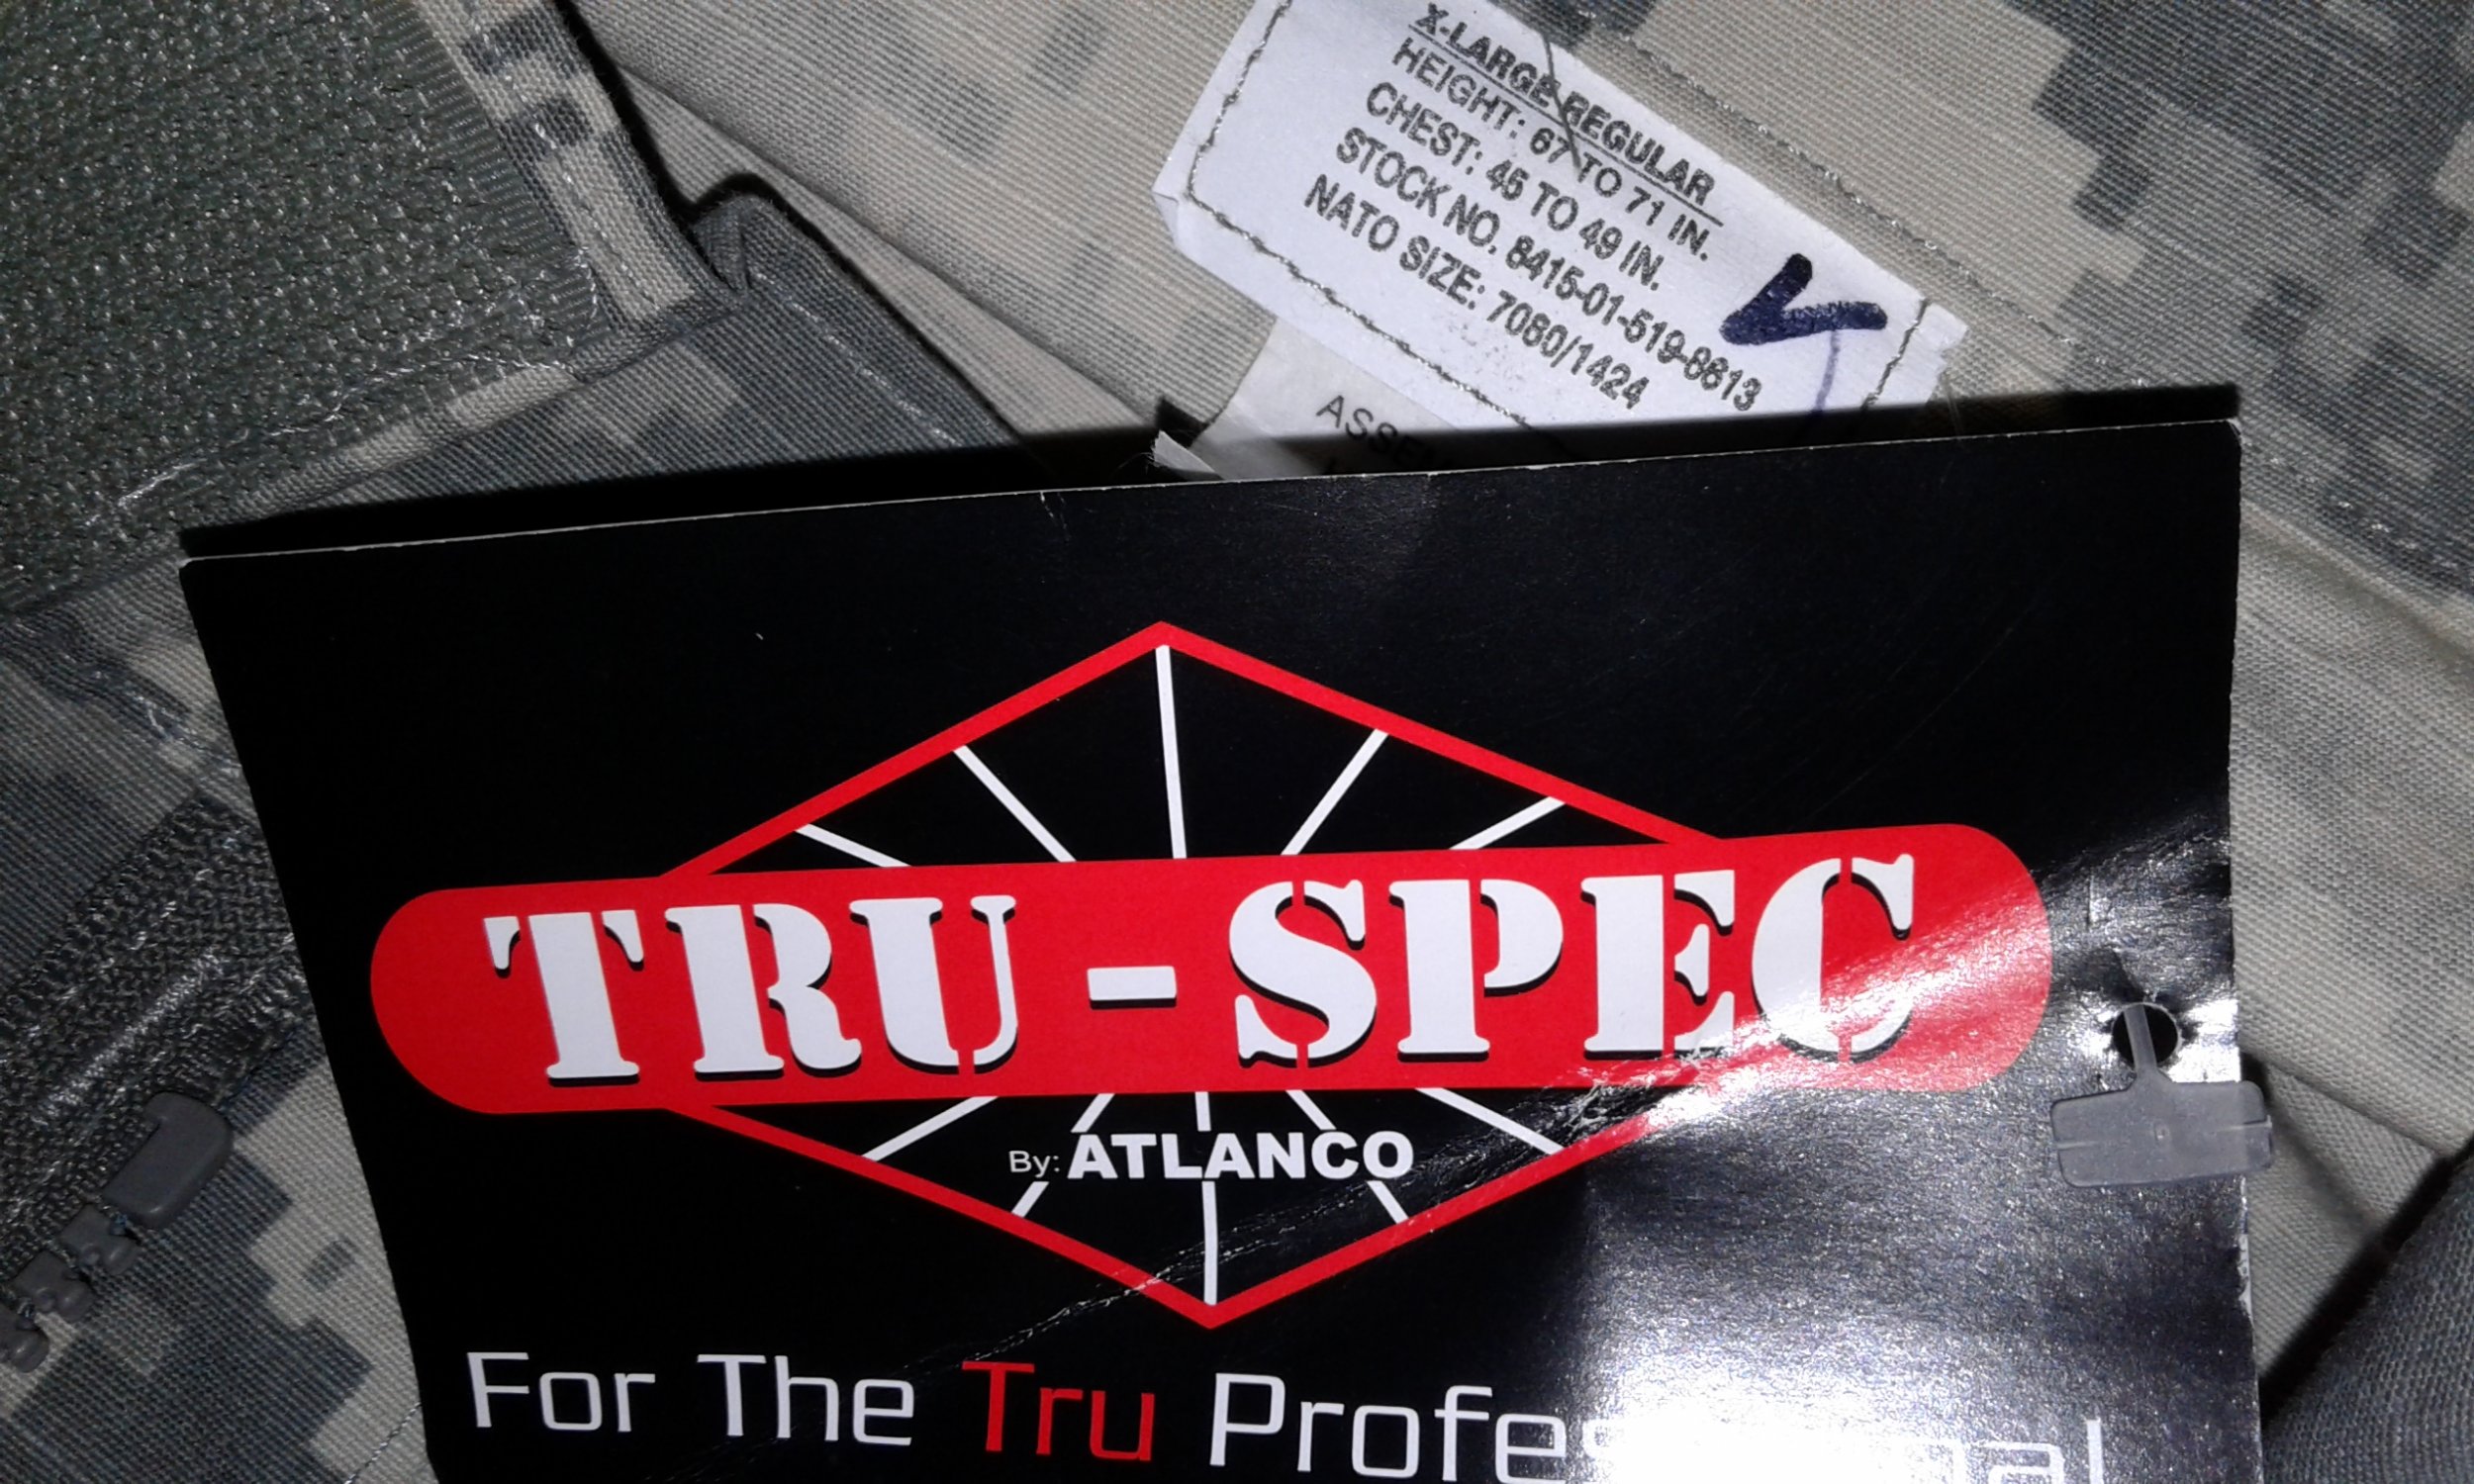 X-LARGE REGULAR
HEIGHT: 67 TO 71 IN.
CHEST: 45 TO 49 IN.
STOCK NO. 8415-01-519-8613
NATO SIZE: 7080/1424
TRU-SPEC
By: ATLANCO
For The Tru